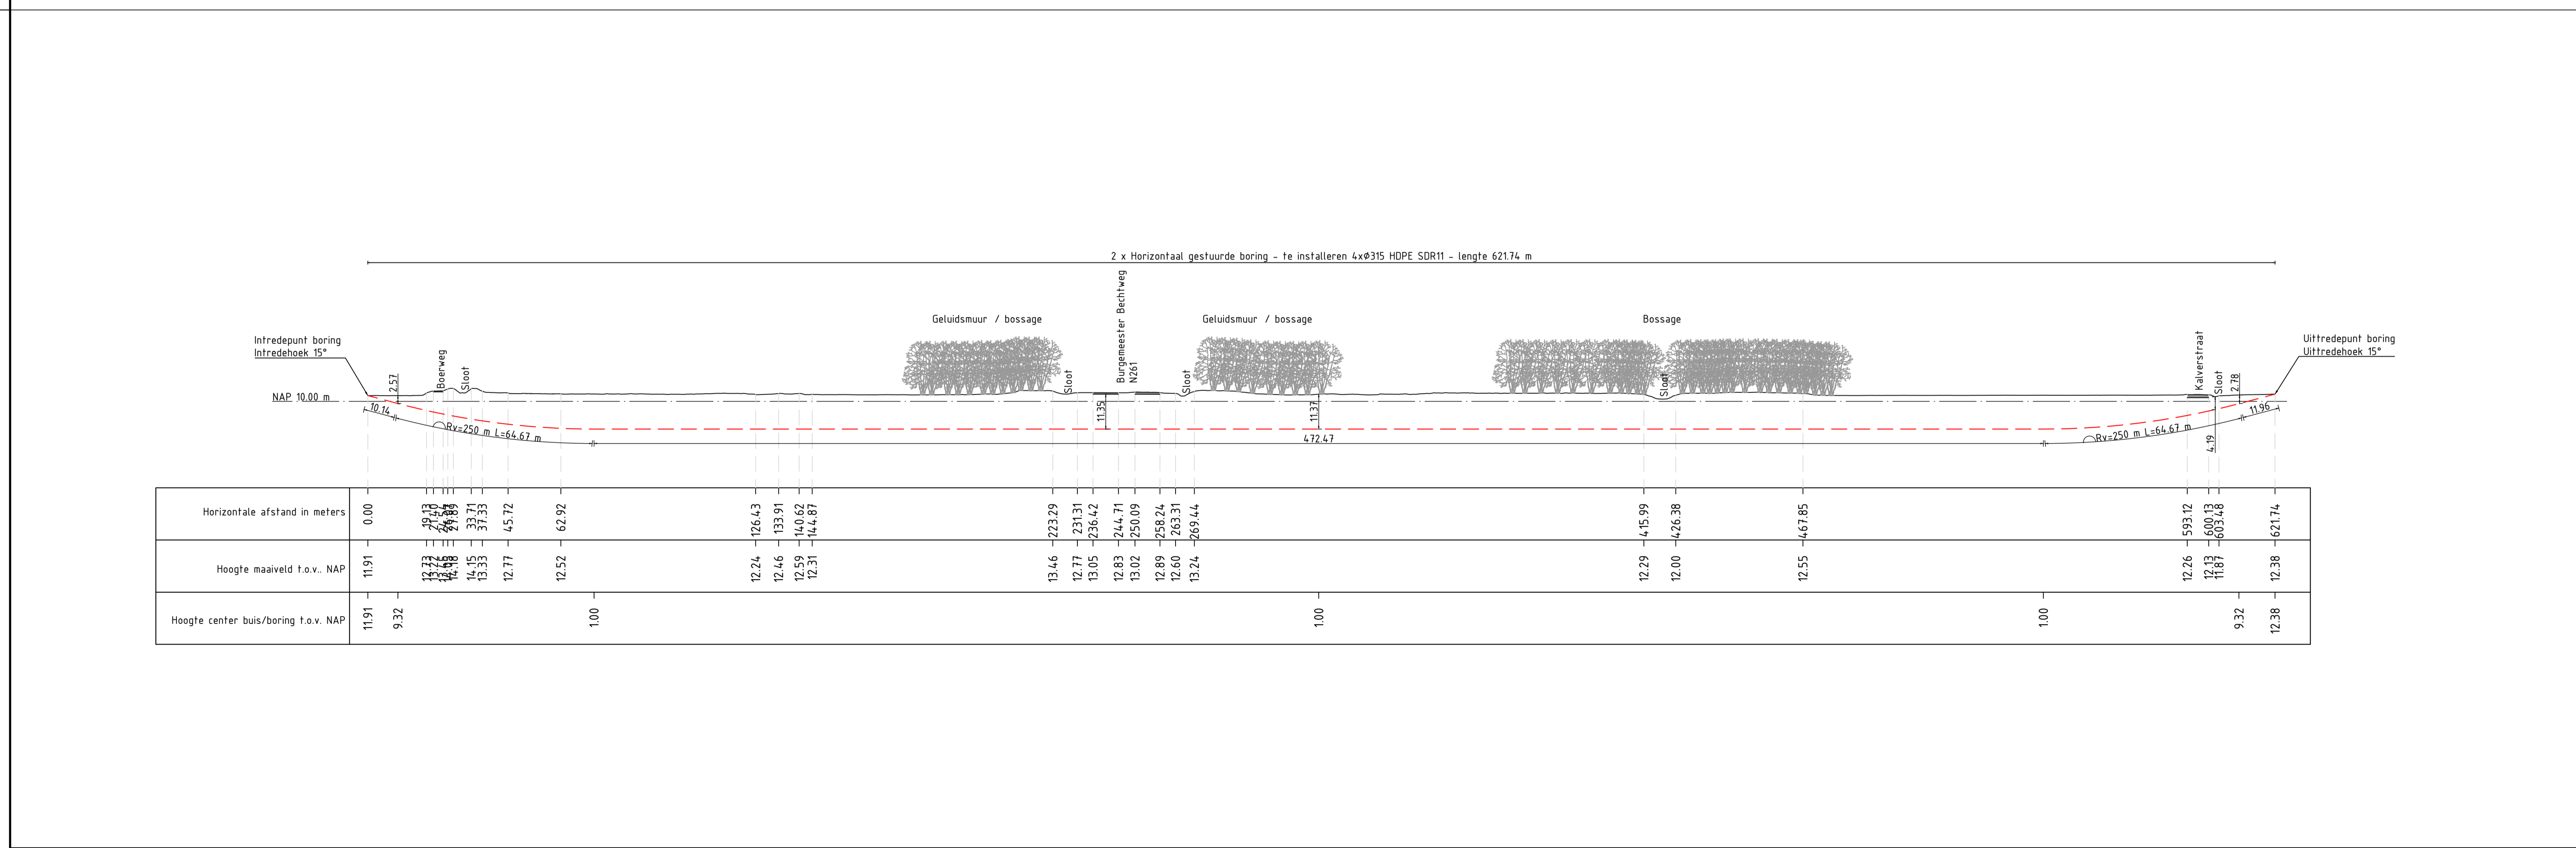 2 x Horizontaal gestuurde boring - te installeren 4xØ315 HDPE SDR11 - lengte 621.74 m
Burgemeester Bechtweg
N261
Geluidsmuur / bossage
Geluidsmuur / bossage
Bossage
Intredepunt boring
Intredehoek 15°
Uittredepunt boring
Uittredehoek 15°
2.57
Boerweg
Sloot
Sloot
Sloot
Sloot
Kalverstraat
Sloot
2.78
NAP 10.00 m
10.14
Rv=250 m L=64.67 m
11.35
11.37
472.47
Rv=250 m L=64.67 m
4.19
11.96
Horizontale afstand in meters
0.00 19.13 21.40 27.89 33.71 37.33 45.72 62.92 126.43 133.91 140.62 144.87 223.29 231.31 236.42 244.71 250.09 258.24 263.31 269.44 415.99 426.38 467.85 593.12 600.13 603.48 621.74
Hoogte maaiveld t.o.v.. NAP
11.91 12.73 14.18 14.15 13.33 12.77 12.52 12.24 12.46 12.59 12.31 13.46 12.77 13.05 12.83 13.02 12.89 12.60 13.24 12.29 12.00 12.55 12.26 12.13 11.87 12.38
Hoogte center buis/boring t.o.v. NAP
11.91 9.32 1.00 1.00 1.00 9.32 12.38